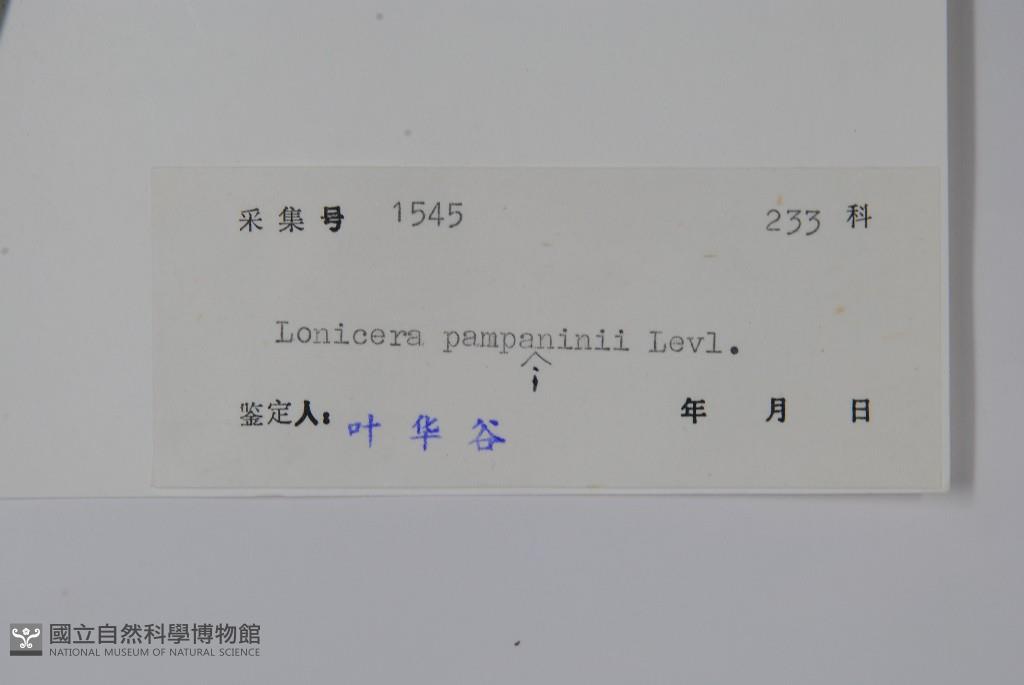 采集号 1545 233 科
Lonicera pampaninii Levl.
i
鉴定人: 叶华谷 年 月 日
國立自然科學博物館
NATIONAL MUSEUM OF NATURAL SCIENCE